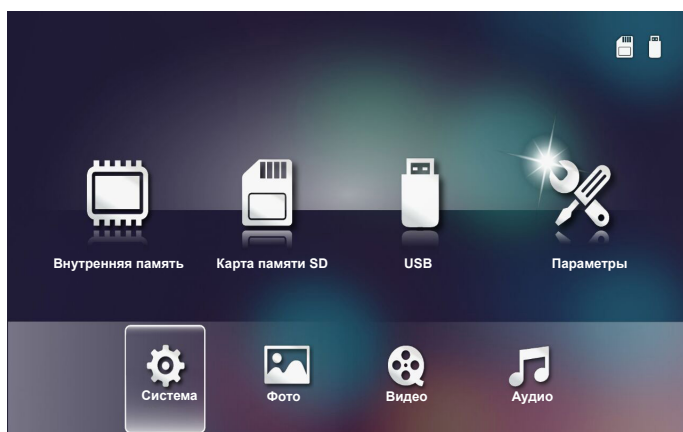 Внутренняя память
Карта памяти SD
USB
Параметры
Система
Фото
Видео
Аудио